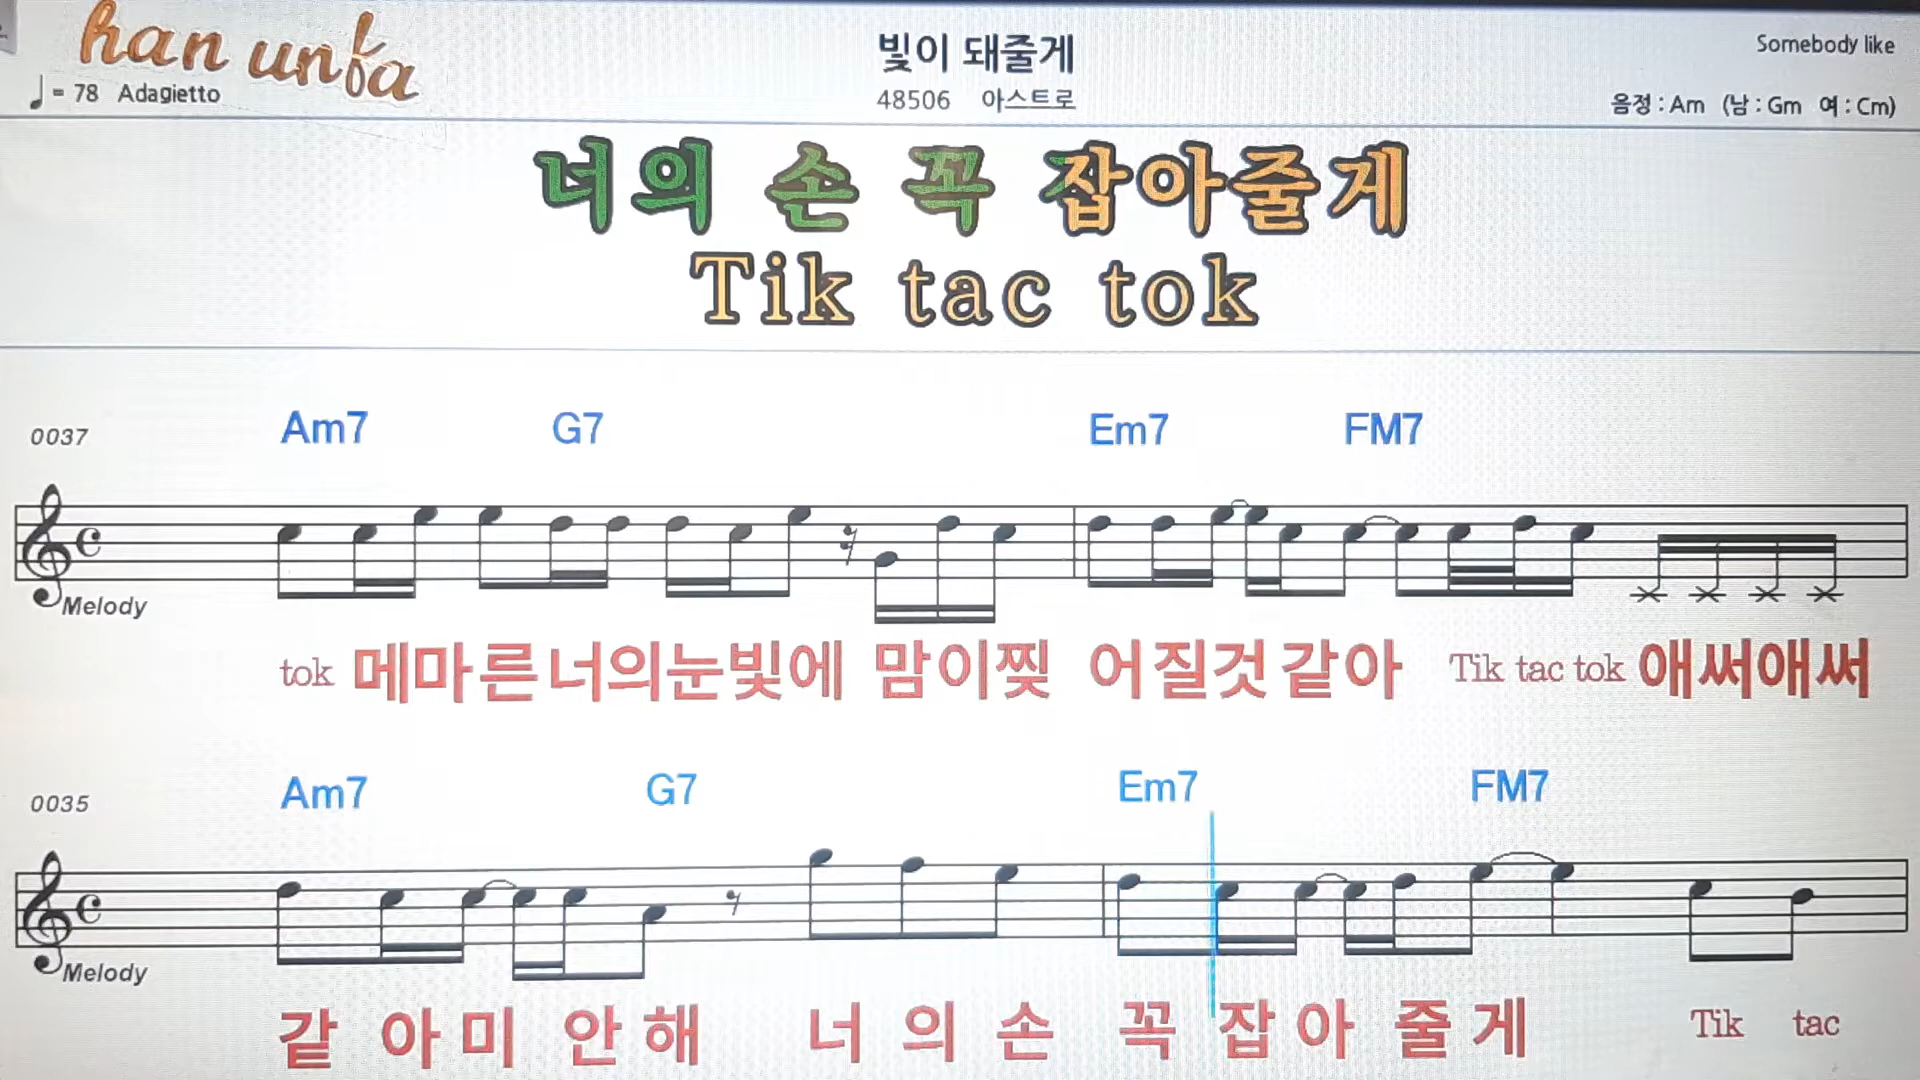 han unfa
빛이 돼줄게
Somebody like
= 78 Adagietto
48506 아스트로
음정 : Am (남 : Gm 여 : Cm)
너의 손 꼭 잡아줄게
Tik tac tok
0037 Am7 G7 Em7 FM7
Melody
tok 메마른너의눈빛에 맘이찢 어질것같아 Tik tac tok 애써애써
0035 Am7 G7 Em7 FM7
Melody
같 아미 안해 너 의 손 꼭 잡아 줄게 Tik tac